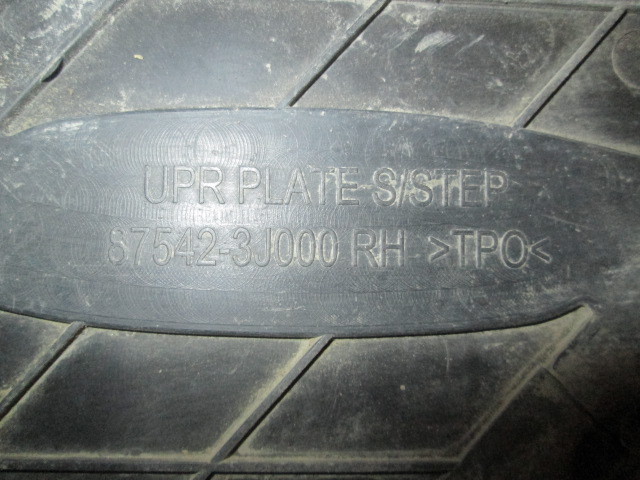 UPR PLATE S/STEP
87542-3J000 RH >TPO<